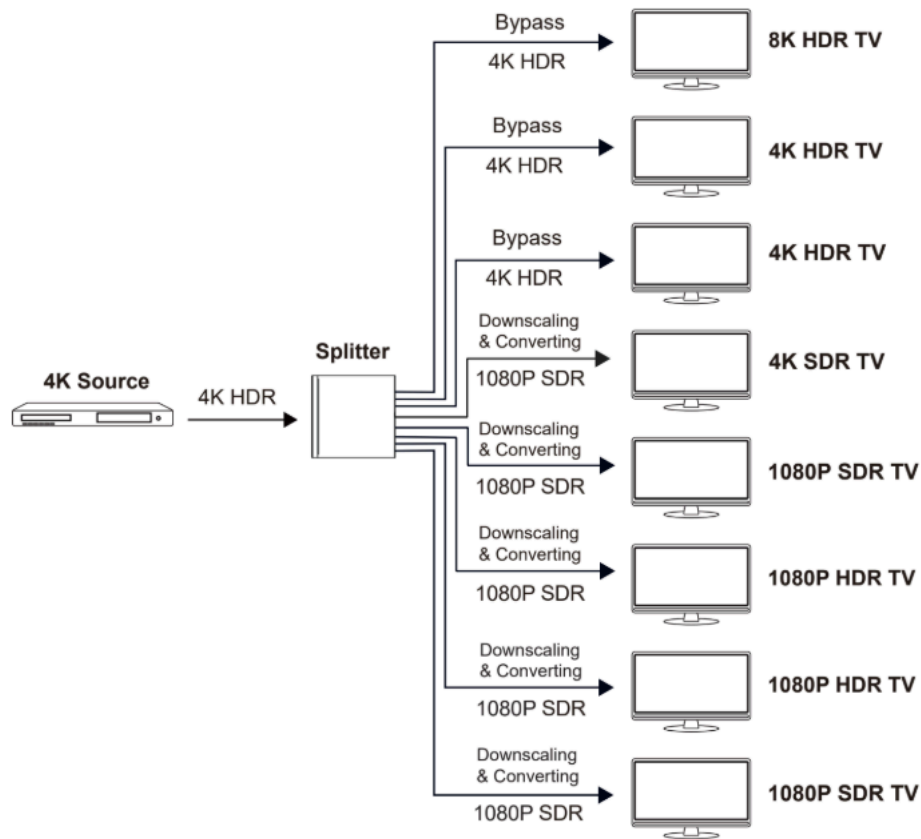 4K Source
4K HDR
Splitter
Bypass
4K HDR
8K HDR TV
Bypass
4K HDR
4K HDR TV
Bypass
4K HDR
4K HDR TV
Downscaling
& Converting
1080P SDR
4K SDR TV
Downscaling
& Converting
1080P SDR
1080P SDR TV
Downscaling
& Converting
1080P SDR
1080P HDR TV
Downscaling
& Converting
1080P SDR
1080P HDR TV
Downscaling
& Converting
1080P SDR
1080P SDR TV